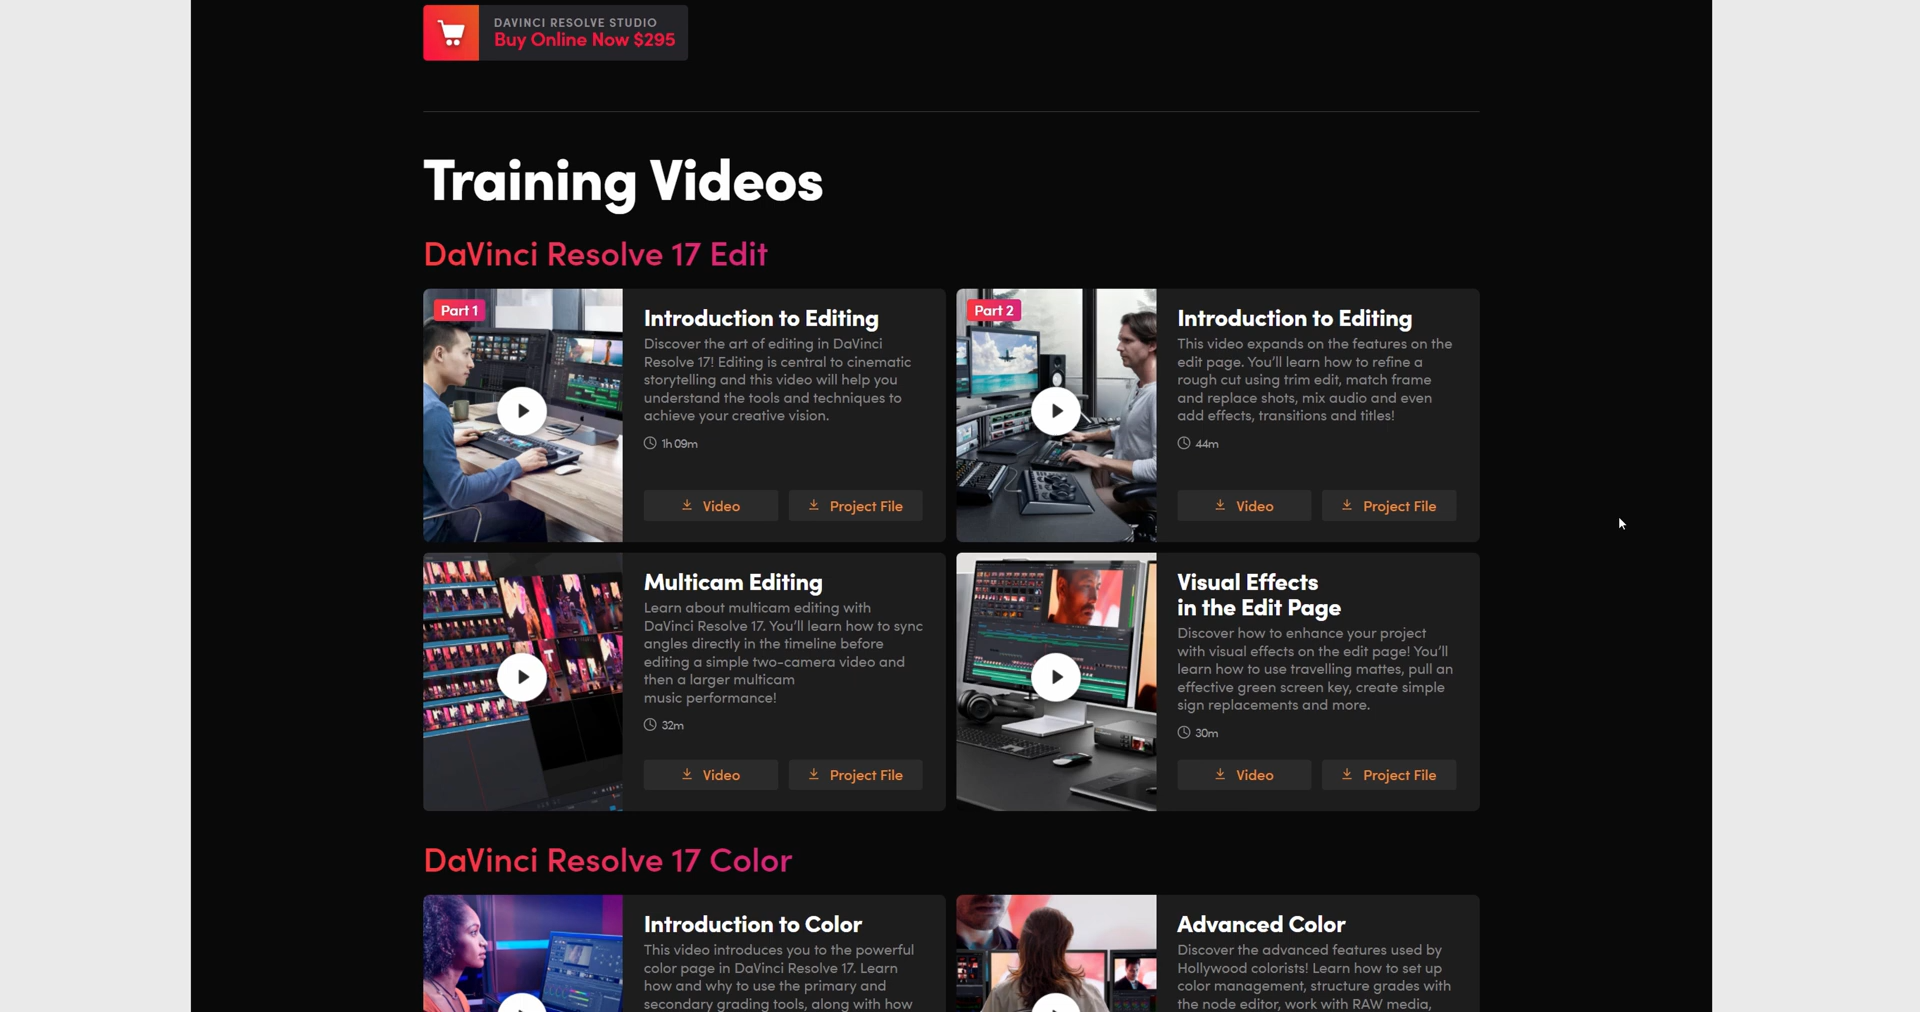 DAVINCI RESOLVE STUDIO
Buy Online Now $295
Training Videos
DaVinci Resolve 17 Edit
Part 1
Introduction to Editing
Discover the art of editing in DaVinci
Resolve 17! Editing is central to cinematic
storytelling and this video will help you
understand the tools and techniques to
achieve your creative vision.
1h 09m
Video
Project File
Part 2
Introduction to Editing
This video expands on the features on the
edit page. You’ll learn how to refine a
rough cut using trim edit, match frame
and replace shots, mix audio and even
add effects, transitions and titles!
44m
Video
Project File
Multicam Editing
Learn about multicam editing with
DaVinci Resolve 17. You’ll learn how to sync
angles directly in the timeline before
editing a simple two-camera video and
then a larger multicam
music performance!
32m
Video
Project File
Visual Effects
in the Edit Page
Discover how to enhance your project
with visual effects on the edit page! You’ll
learn how to use travelling mattes, pull an
effective green screen key, create simple
sign replacements and more.
30m
Video
Project File
DaVinci Resolve 17 Color
Introduction to Color
This video introduces you to the powerful
color page in DaVinci Resolve 17. Learn
how and why to use the primary and
secondary grading tools, along with how
Advanced Color
Discover the advanced features used by
Hollywood colorists! Learn how to set up
color management, structure grades with
the node editor, work with RAW media,